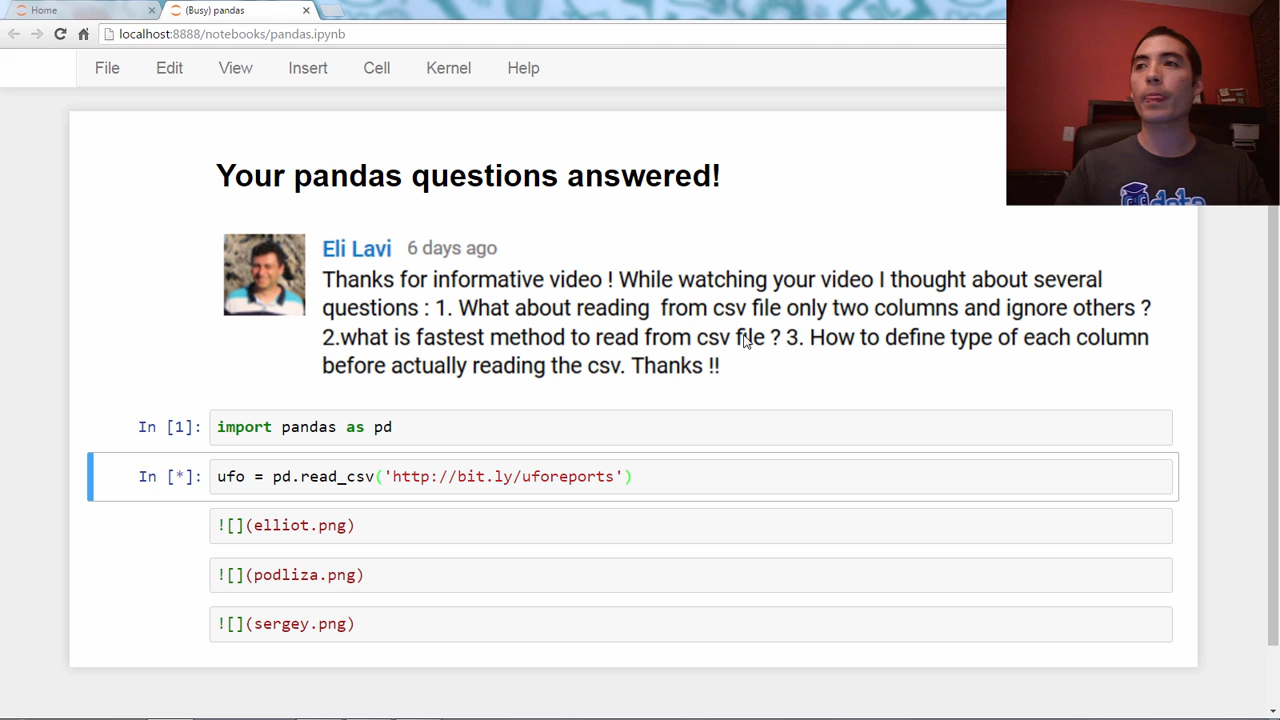 Home
(Busy) pandas
localhost:8888/notebooks/pandas.ipynb
File Edit View Insert Cell Kernel Help
Your pandas questions answered!
Eli Lavi 6 days ago
Thanks for informative video ! While watching your video I thought about several
questions : 1. What about reading from csv file only two columns and ignore others ?
2.what is fastest method to read from csv file ? 3. How to define type of each column
before actually reading the csv. Thanks !!
In [1]: import pandas as pd
In [*]: ufo = pd.read_csv('http://bit.ly/uforeports')
![](elliot.png)
![](podliza.png)
![](sergey.png)
data